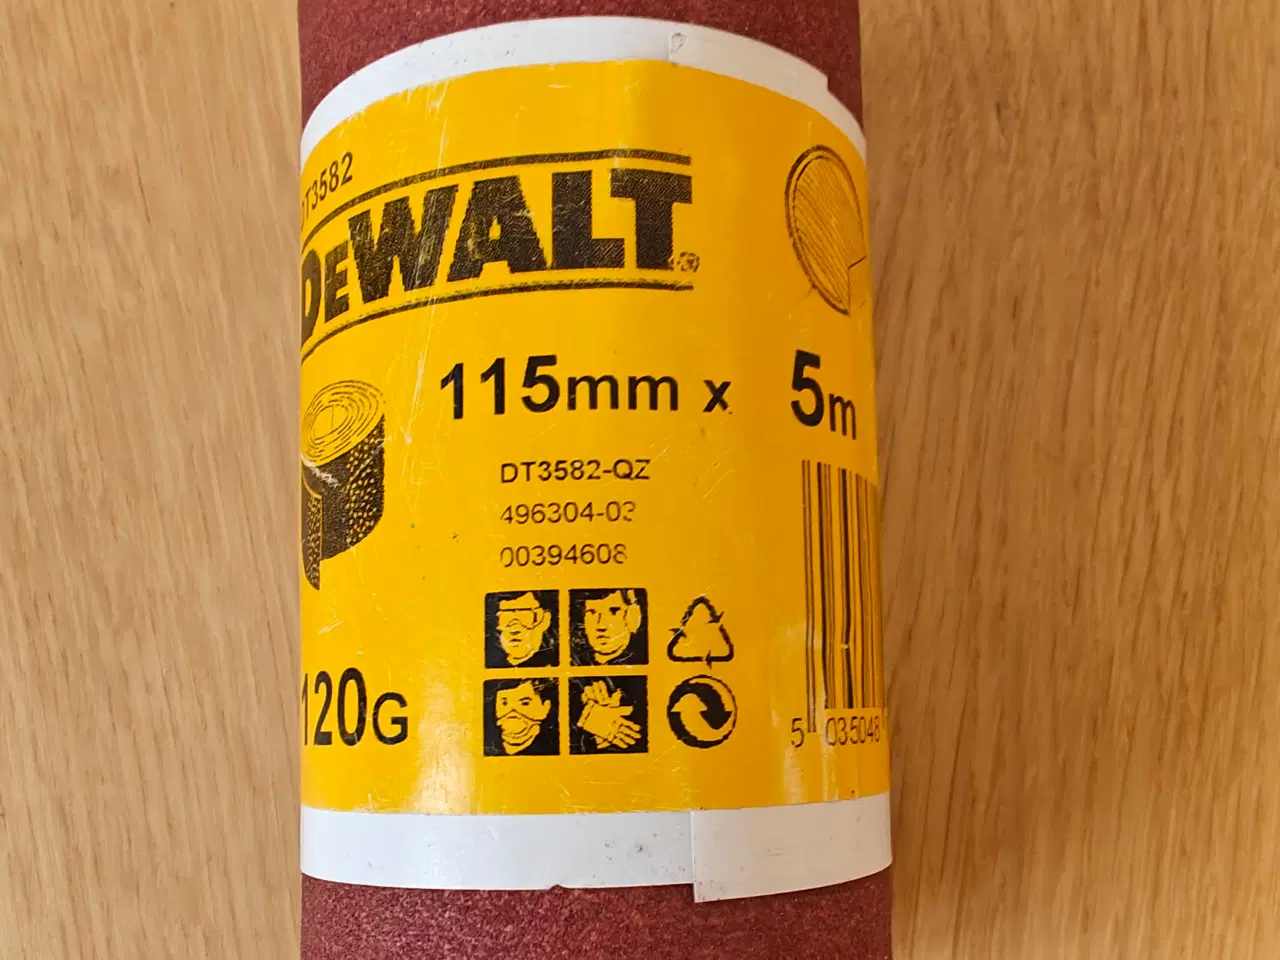 DT3582
DEWALT®
115mm x 5m
DT3582-QZ
496304-03
00394608
120G
5 035048